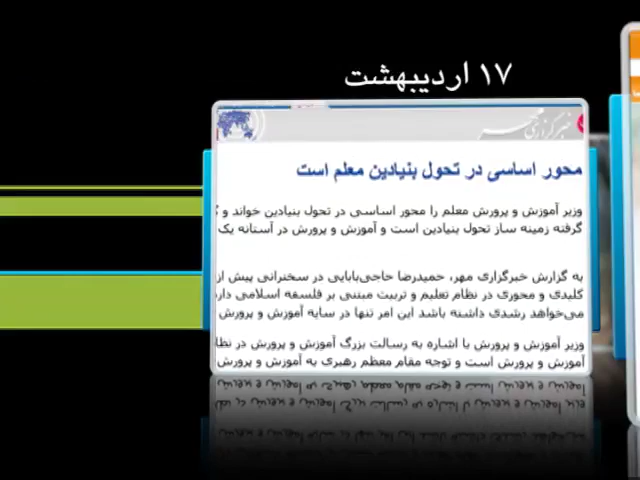 ۱۷ اردیبهشت
خبرگزاری مهر
محور اساسی در تحول بنیادین معلم است
وزیر آموزش و پرورش معلم را محور اساسی در تحول بنیادین خواند و
گرفته زمینه ساز تحول بنیادین است و آموزش و پرورش در آستانه یک
به گزارش خبرگزاری مهر، حمیدرضا حاجی‌بابایی در سخنرانی پیش از
کلیدی و محوری در نظام تعلیم و تربیت مبتنی بر فلسفه اسلامی
می‌خواهد رشدی داشته باشد این امر تنها در سایه آموزش و پرورش
وزیر آموزش و پرورش با اشاره به رسالت بزرگ آموزش و پرورش در
آموزش و پرورش است و توجه مقام معظم رهبری به آموزش و پرورش